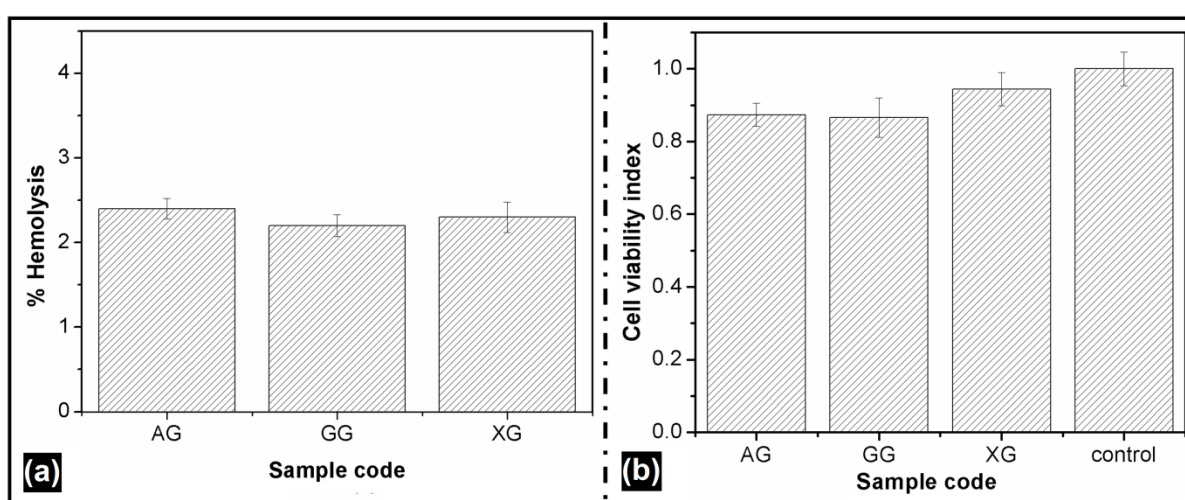 4
3
2
1
0
% Hemolysis
AG GG XG
Sample code
(a)
1.0
0.8
0.6
0.4
0.2
0.0
Cell viability index
AG GG XG control
Sample code
(b)